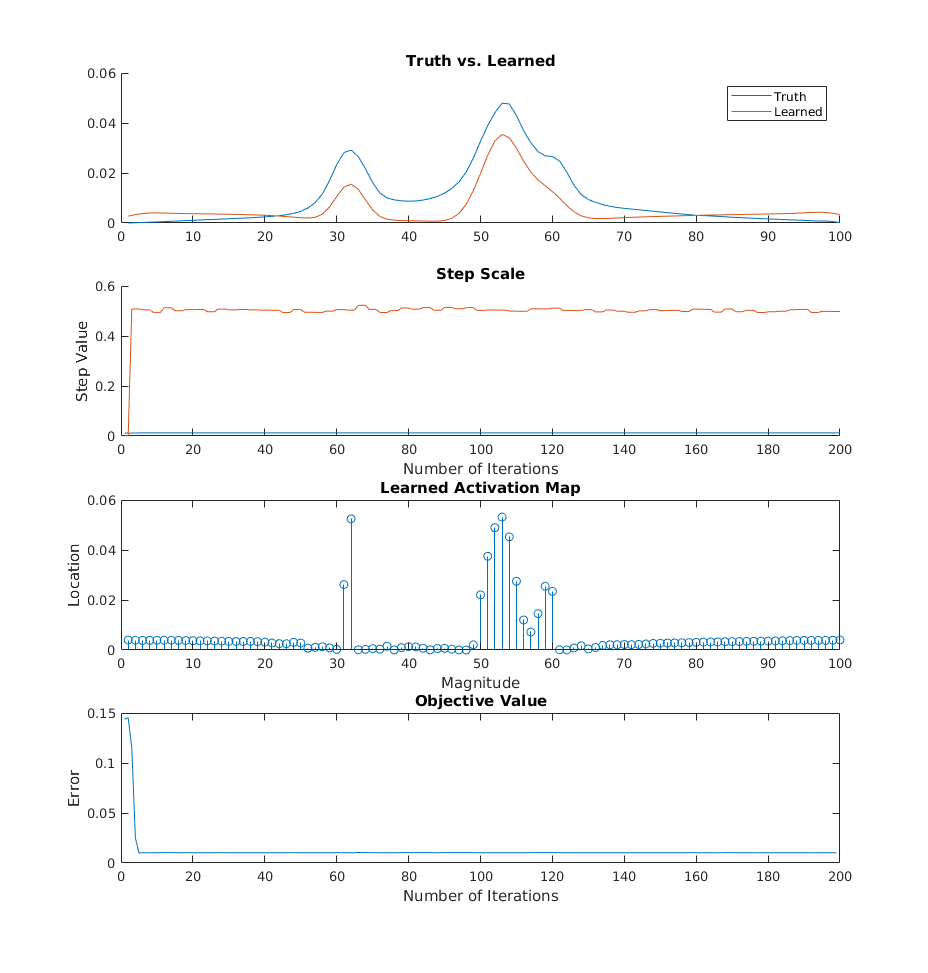 Truth vs. Learned
0.06
0.04
0.02
0
Truth
Learned
0 10 20 30 40 50 60 70 80 90 100
Step Scale
0.6
0.4
0.2
0
Step Value
0 20 40 60 80 100 120 140 160 180 200
Number of Iterations
Learned Activation Map
0.06
0.04
0.02
0
Location
0 10 20 30 40 50 60 70 80 90 100
Magnitude
Objective Value
0.15
0.1
0.05
0
Error
0 20 40 60 80 100 120 140 160 180 200
Number of Iterations